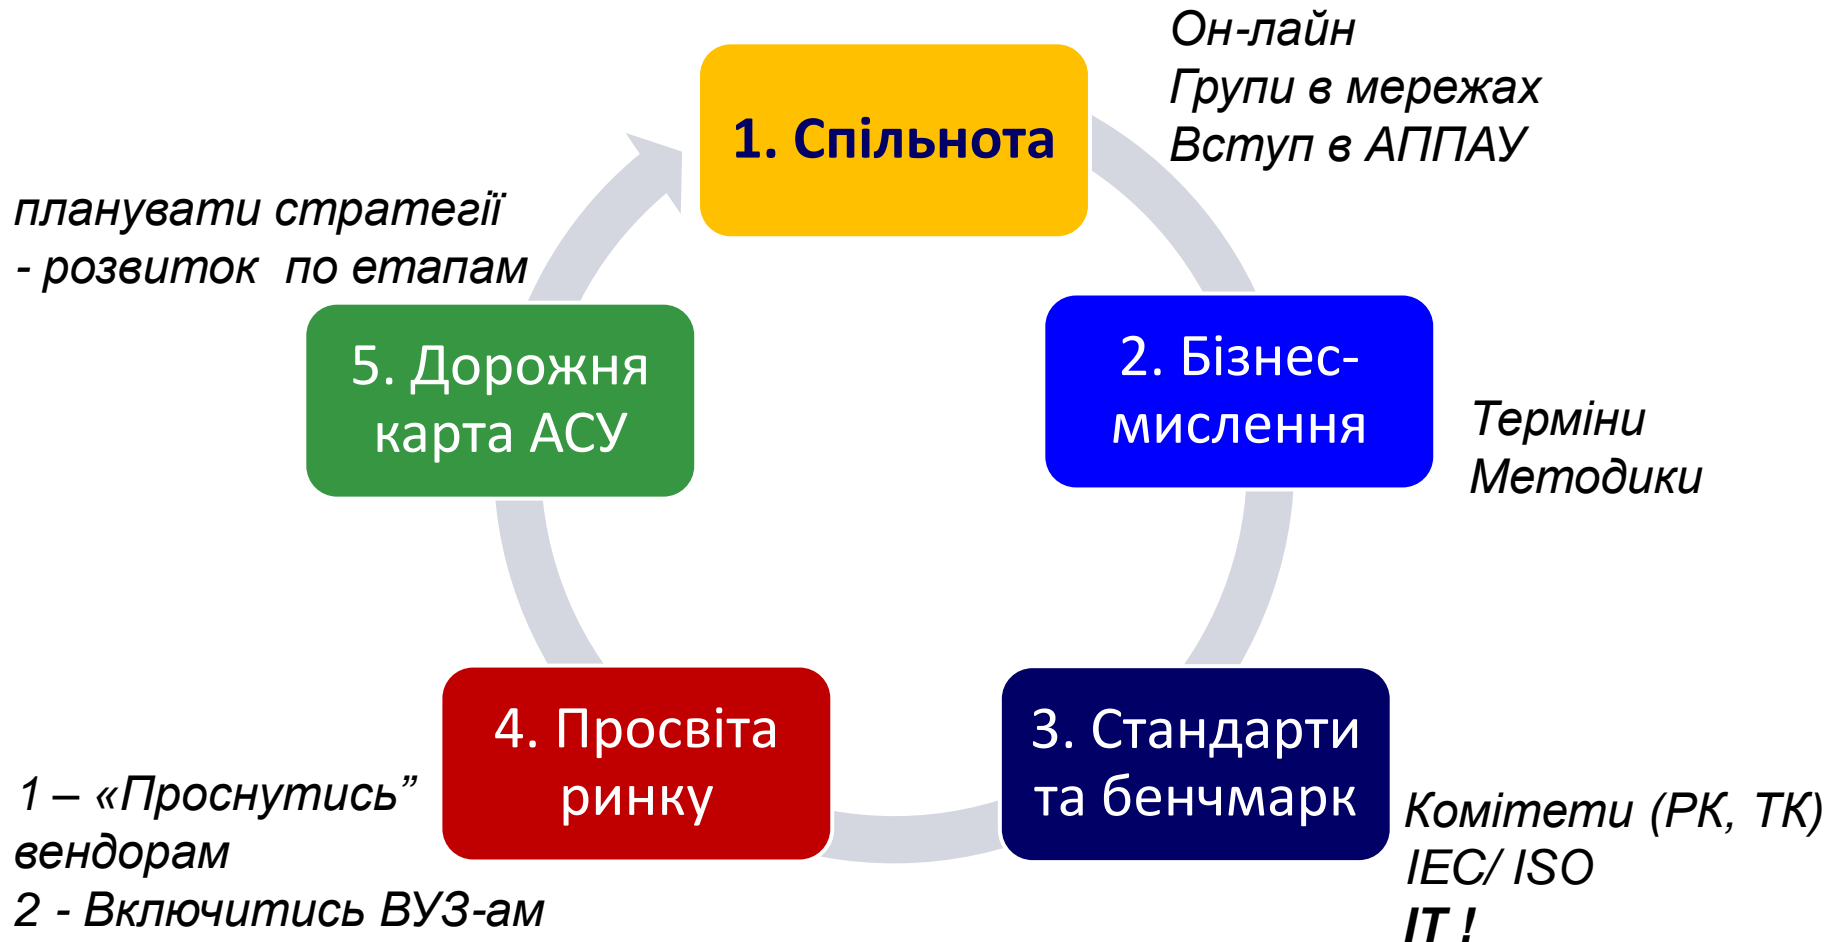 Он-лайн
Групи в мережах
Вступ в АППАУ
1. Спільнота
планувати стратегії
- розвиток  по етапам
2. Бізнес-
мислення
Терміни
Методики
3. Стандарти
та бенчмарк
Комітети (РК, ТК)
IEC/ ISO
ІТ !
4. Просвіта
ринку
1 – «Проснутись”
вендорам
2 - Включитись ВУЗ-ам
5. Дорожня
карта АСУ